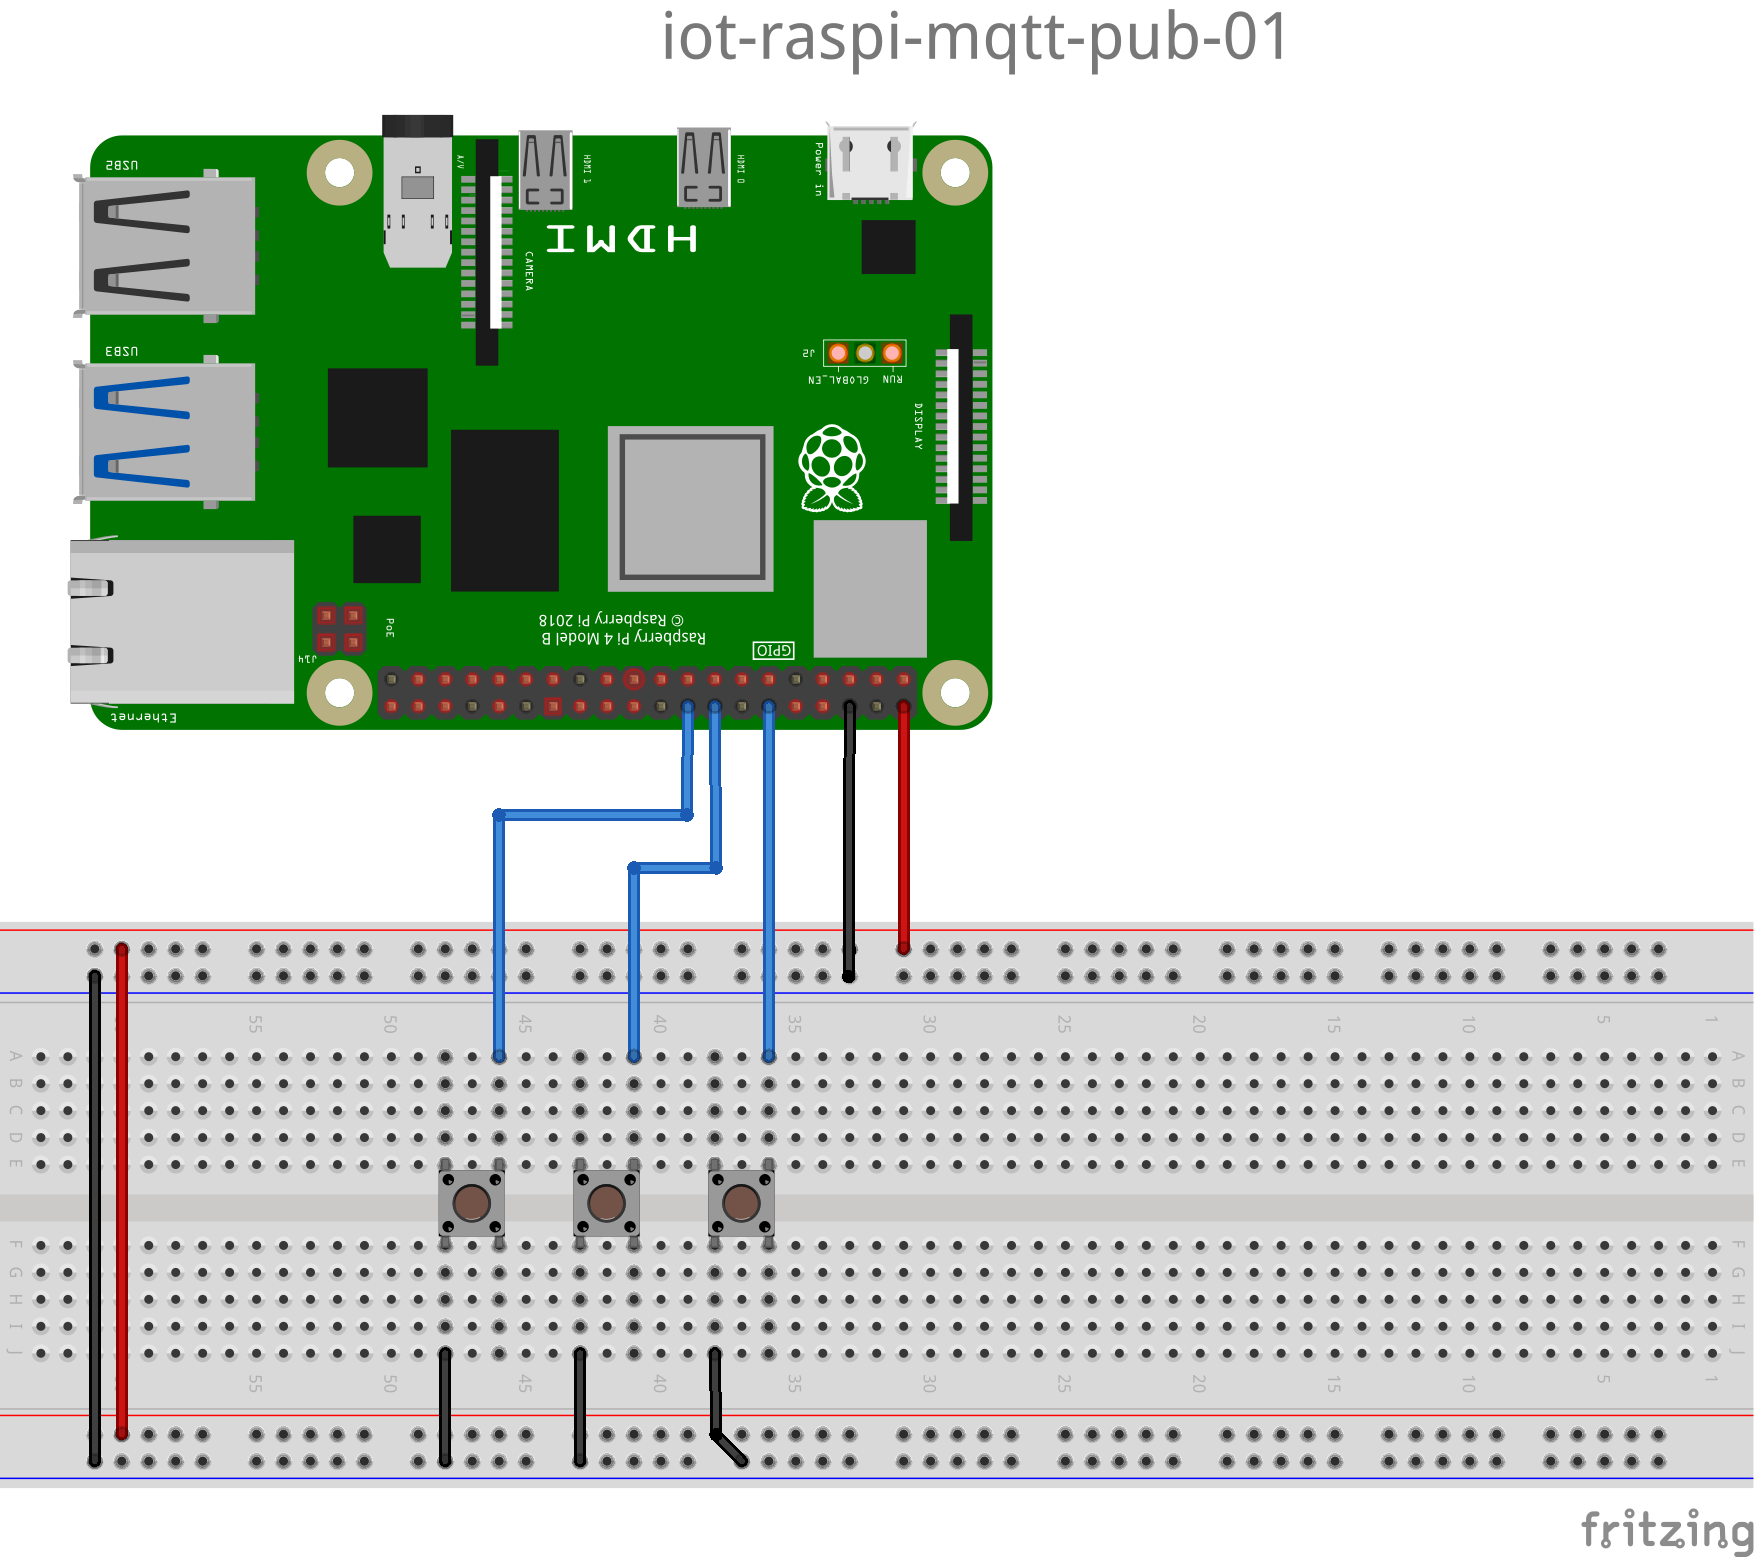 iot-raspi-mqtt-pub-01
USB2
A/V
HDMI 1
HDMI 0
Power in
HDMI
CAMERA
USB3
J2
GLOBAL_EN
RUN
DISPLAY
PoE
J14
Raspberry Pi 4 Model B
© Raspberry Pi 2018
GPIO
Ethernet
55 50 45 40 35 30 25 20 15 10 5 1
A A
B B
C C
D D
E E
F F
G G
H H
I I
J J
55 50 45 40 35 30 25 20 15 10 5 1
fritzing